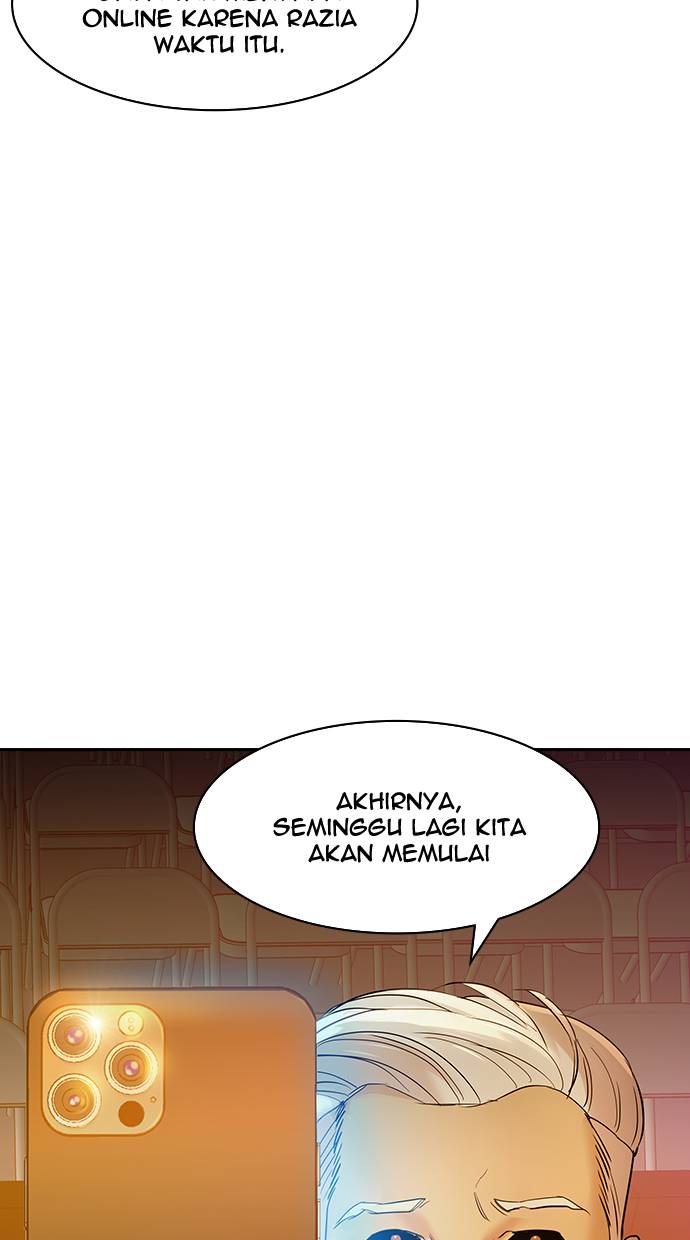 ONLINE KARENA RAZIA
WAKTU ITU.
AKHIRNYA,
SEMINGGU LAGI KITA
AKAN MEMULAI